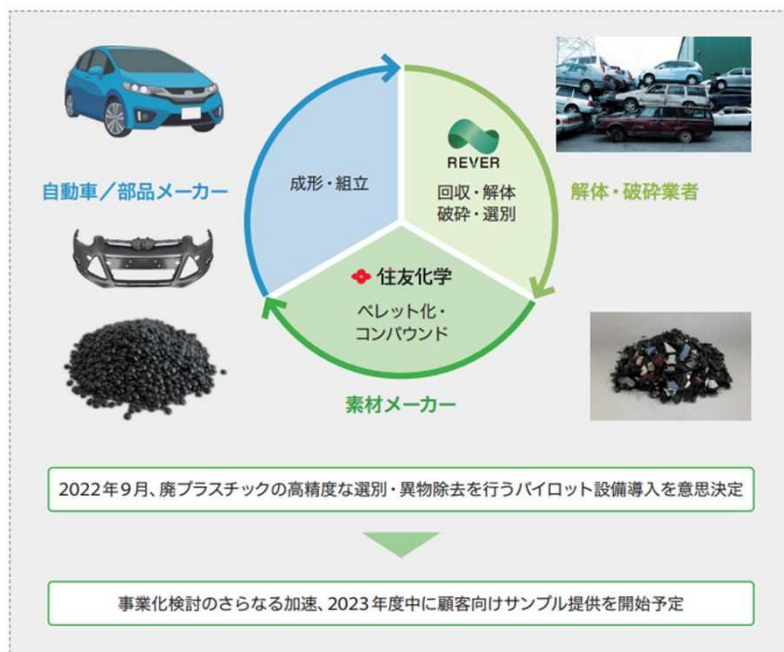 自動車／部品メーカー
成形・組立
REVER
回収・解体
破砕・選別
解体・破砕業者
住友化学
ペレット化・
コンパウンド
素材メーカー
2022年9月、廃プラスチックの高精度な選別・異物除去を行うパイロット設備導入を意思決定
事業化検討のさらなる加速、2023年度中に顧客向けサンプル提供を開始予定